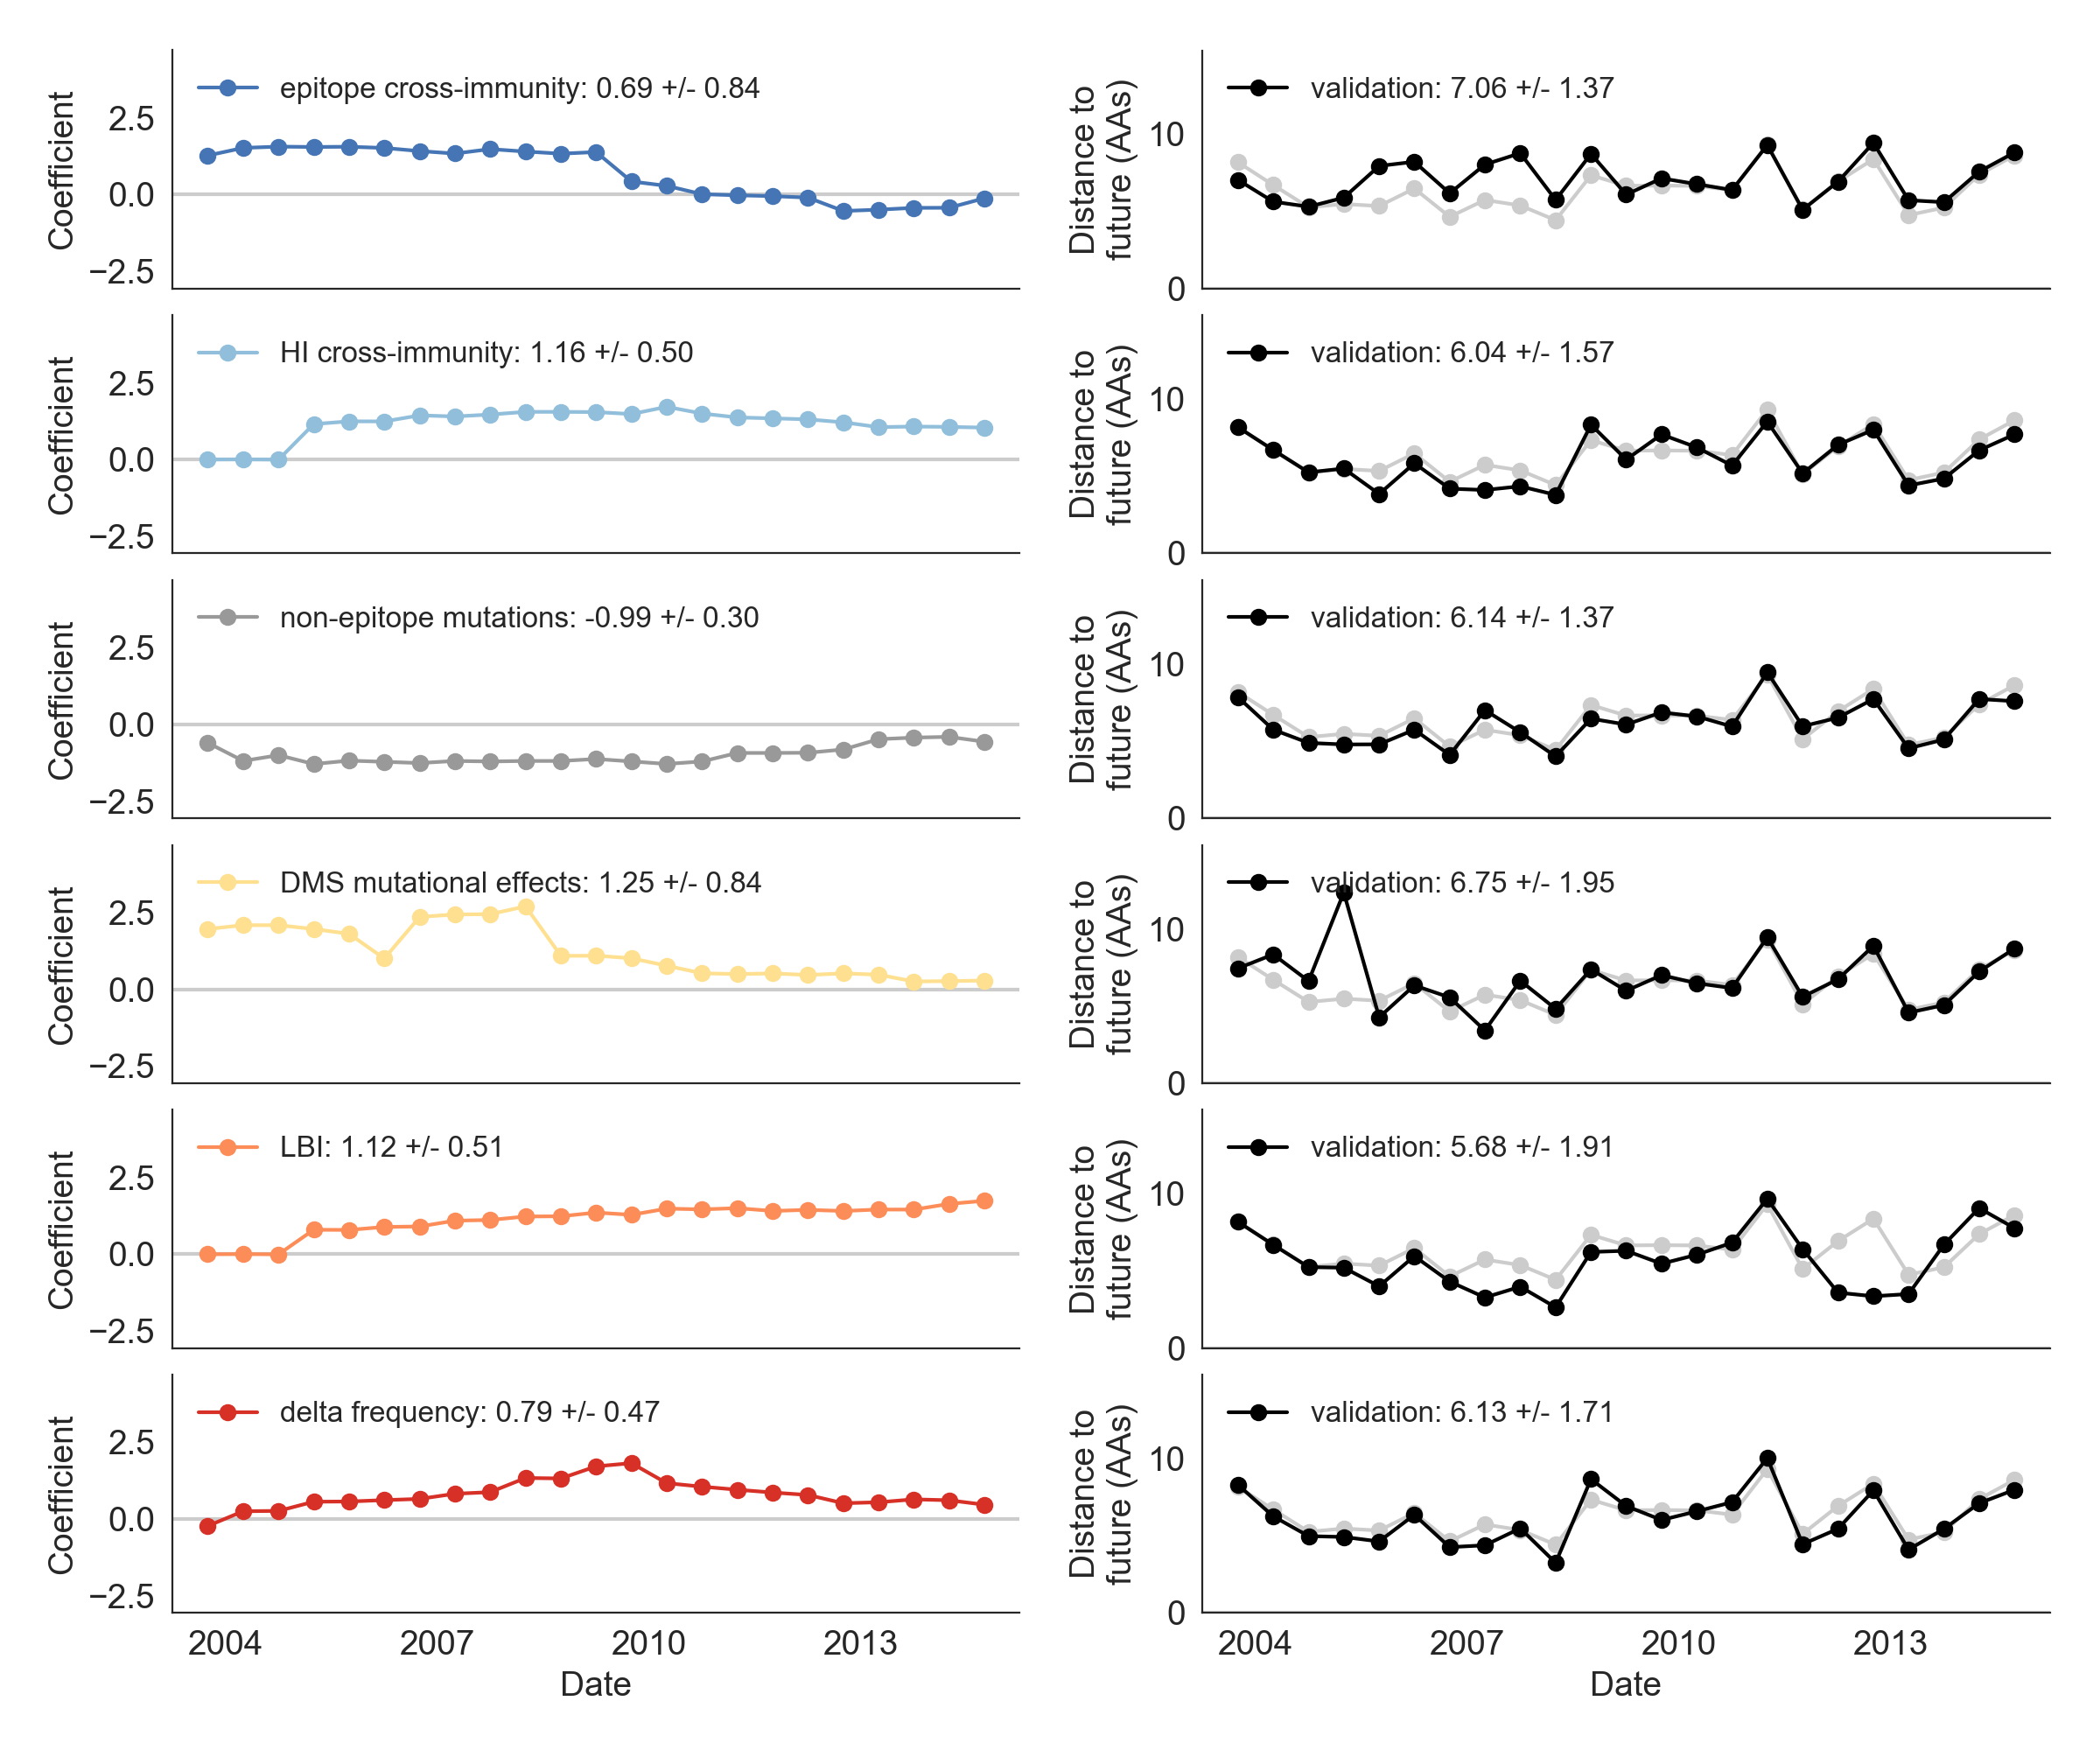 epitope cross-immunity: 0.69 +/- 0.84
Coefficient
2.5
0.0
−2.5
validation: 7.06 +/- 1.37
Distance to
future (AAs)
10
0
HI cross-immunity: 1.16 +/- 0.50
Coefficient
2.5
0.0
−2.5
validation: 6.04 +/- 1.57
Distance to
future (AAs)
10
0
non-epitope mutations: -0.99 +/- 0.30
Coefficient
2.5
0.0
−2.5
validation: 6.14 +/- 1.37
Distance to
future (AAs)
10
0
DMS mutational effects: 1.25 +/- 0.84
Coefficient
2.5
0.0
−2.5
validation: 6.75 +/- 1.95
Distance to
future (AAs)
10
0
LBI: 1.12 +/- 0.51
Coefficient
2.5
0.0
−2.5
validation: 5.68 +/- 1.91
Distance to
future (AAs)
10
0
delta frequency: 0.79 +/- 0.47
Coefficient
2.5
0.0
−2.5
2004 2007 2010 2013
Date
validation: 6.13 +/- 1.71
Distance to
future (AAs)
10
0
2004 2007 2010 2013
Date